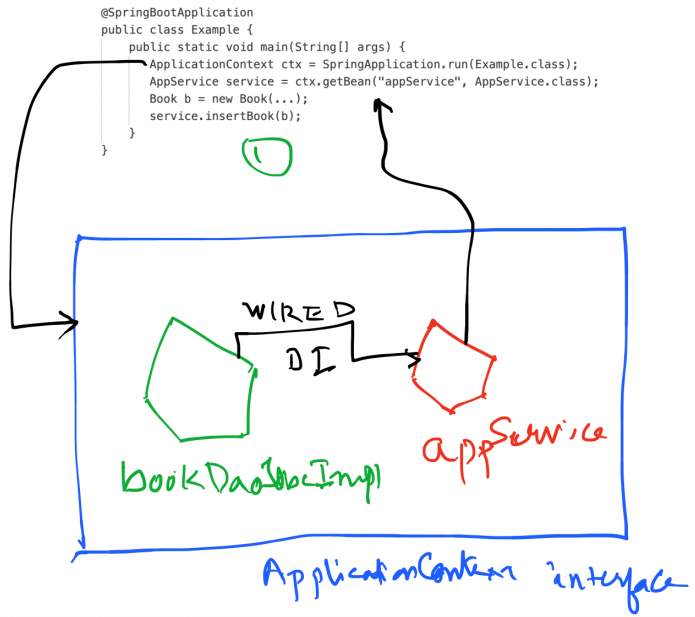 @SpringBootApplication
public class Example {
    public static void main(String[] args) {
        ApplicationContext ctx = SpringApplication.run(Example.class);
        AppService service = ctx.getBean("appService", AppService.class);
        Book b = new Book(...);
        service.insertBook(b);
    }
}
1
WIRED
DI
appService
bookDaoJdbcImpl
ApplicationContext interface